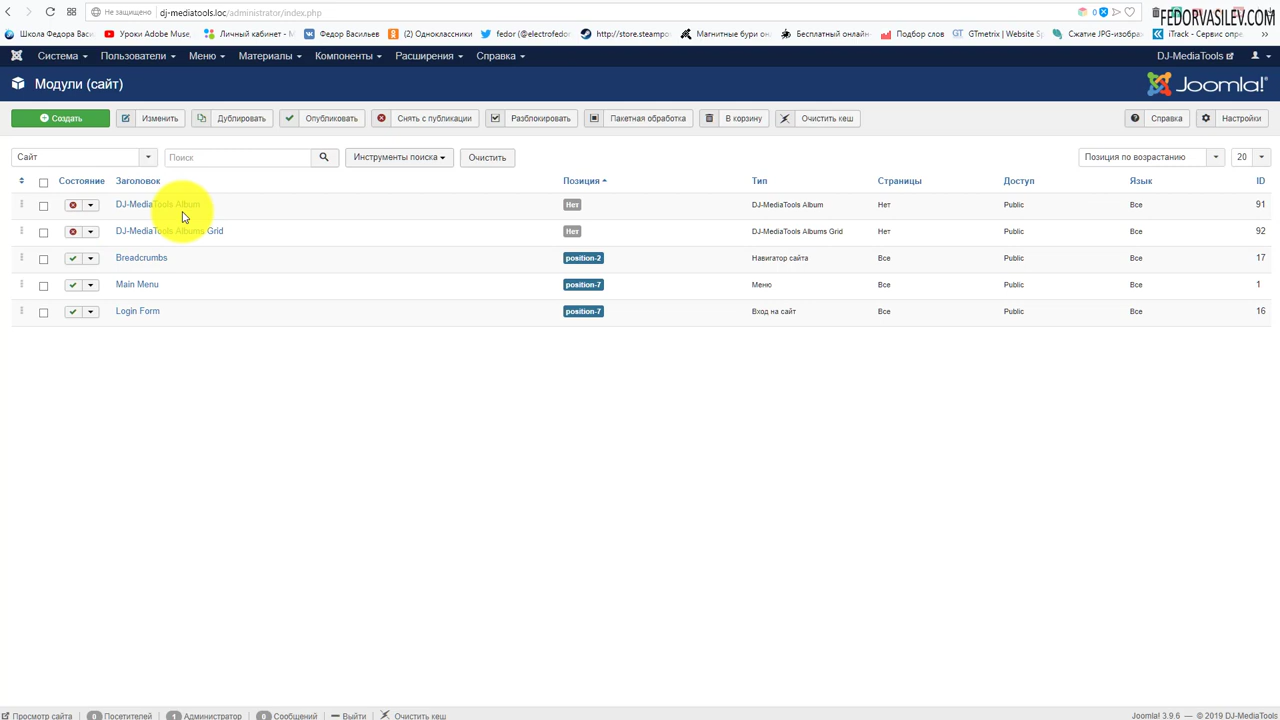 Не защищено dj-mediatools.loc/administrator/index.php 0
FEDORVASILEV.COM
Школа Федора Васи Уроки Adobe Muse, Личный кабинет - М Федор Васильев (2) Одноклассники fedor (@electrofedor) http://store.steampo Магнитные бури он Бесплатный онлайн Подбор слов GTmetrix | Website Sp Сжатие JPG-изобра iTrack - Сервис опре
Система Пользователи Меню Материалы Компоненты Расширения Справка DJ-MediaTools
Модули (сайт) Joomla!®
Создать Изменить Дублировать Опубликовать Снять с публикации Разблокировать Пакетная обработка В корзину Очистить кеш Справка Настройки
Сайт Поиск Инструменты поиска Очистить Позиция по возрастанию 20
Состояние Заголовок Позиция Тип Страницы Доступ Язык ID
DJ-MediaTools Album Нет DJ-MediaTools Album Нет Public Все 91
DJ-MediaTools Albums Grid Нет DJ-MediaTools Albums Grid Нет Public Все 92
Breadcrumbs position-2 Навигатор сайта Все Public Все 17
Main Menu position-7 Меню Все Public Все 1
Login Form position-7 Вход на сайт Все Public Все 16
Просмотр сайта 0 Посетителей 1 Администратор 0 Сообщений Выйти Очистить кеш Joomla! 3.9.6 — © 2019 DJ-MediaTools